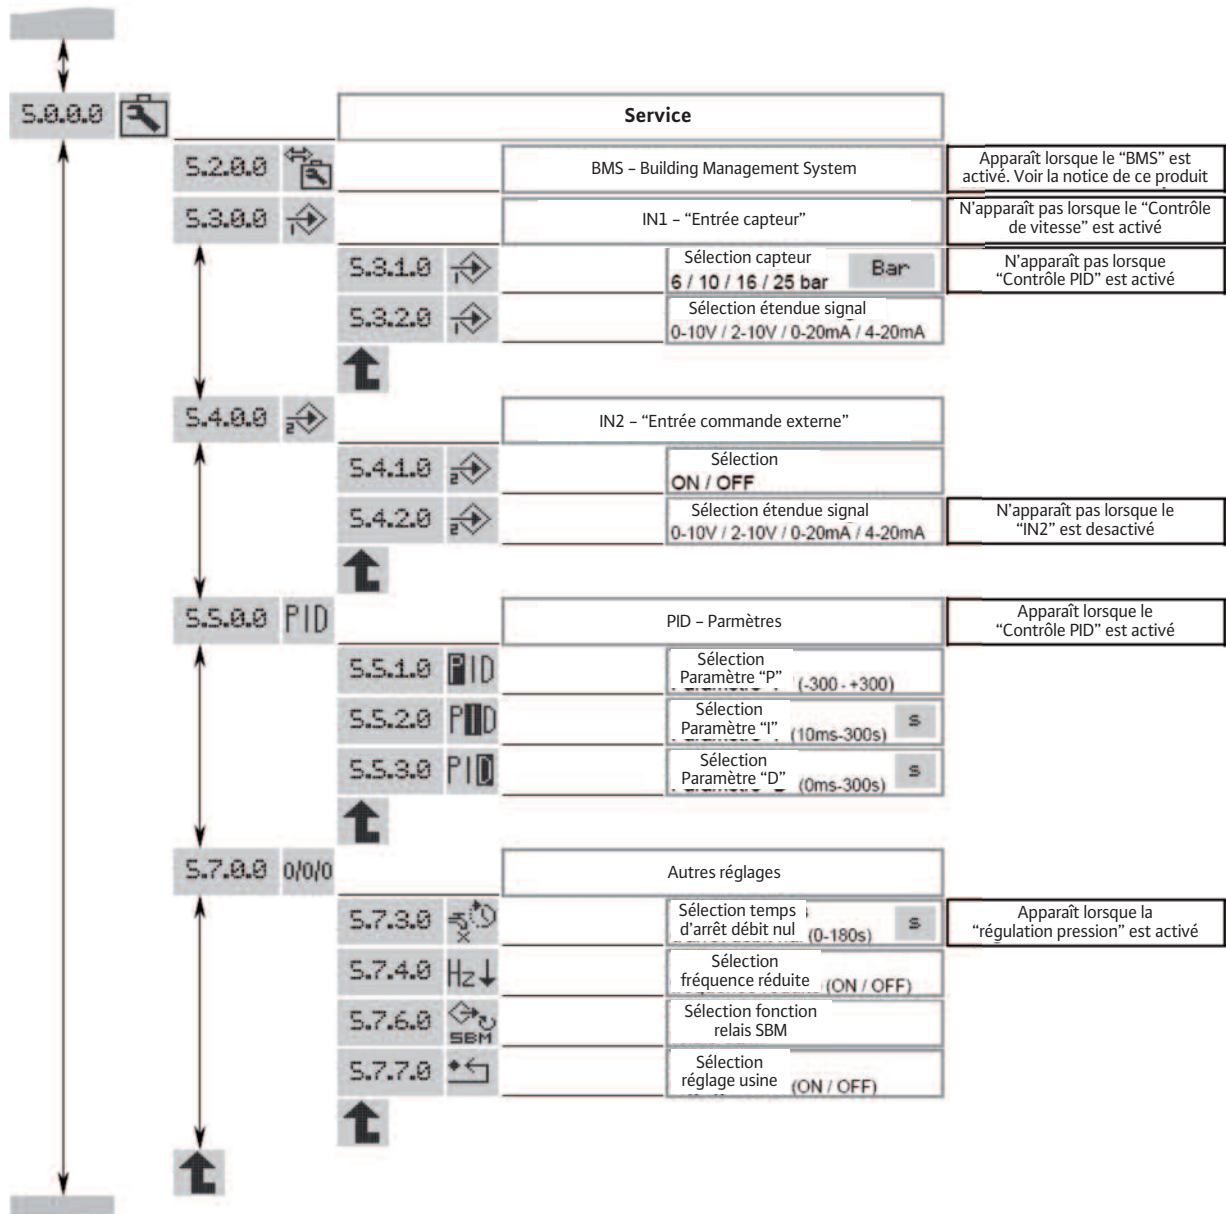 5.0.0.0
Service
5.2.0.0
BMS – Building Management System
Apparaît lorsque le “BMS” est
activé. Voir la notice de ce produit
5.3.0.0
1
IN1 – “Entrée capteur”
N’apparaît pas lorsque le “Contrôle
de vitesse” est activé
5.3.1.0
1
Sélection capteur
6 / 10 / 16 / 25 bar
Bar
N’apparaît pas lorsque
“Contrôle PID” est activé
5.3.2.0
1
Sélection étendue signal
0-10V / 2-10V / 0-20mA / 4-20mA
5.4.0.0
2
IN2 – “Entrée commande externe”
5.4.1.0
2
Sélection
ON / OFF
5.4.2.0
2
Sélection étendue signal
0-10V / 2-10V / 0-20mA / 4-20mA
N’apparaît pas lorsque le
“IN2” est desactivé
5.5.0.0
PID
PID – Parmètres
Apparaît lorsque le
“Contrôle PID” est activé
5.5.1.0
PID
Sélection
Paramètre “P”
(-300 - +300)
5.5.2.0
PID
Sélection
Paramètre “I”
(10ms-300s)
s
5.5.3.0
PID
Sélection
Paramètre “D”
(0ms-300s)
s
5.7.0.0
0/0/0
Autres réglages
5.7.3.0
Sélection temps
d’arrêt débit nul
(0-180s)
s
Apparaît lorsque la
“régulation pression” est activé
5.7.4.0
Hz
Sélection
fréquence réduite
(ON / OFF)
5.7.6.0
SBM
Sélection fonction
relais SBM
5.7.7.0
Sélection
réglage usine
(ON / OFF)